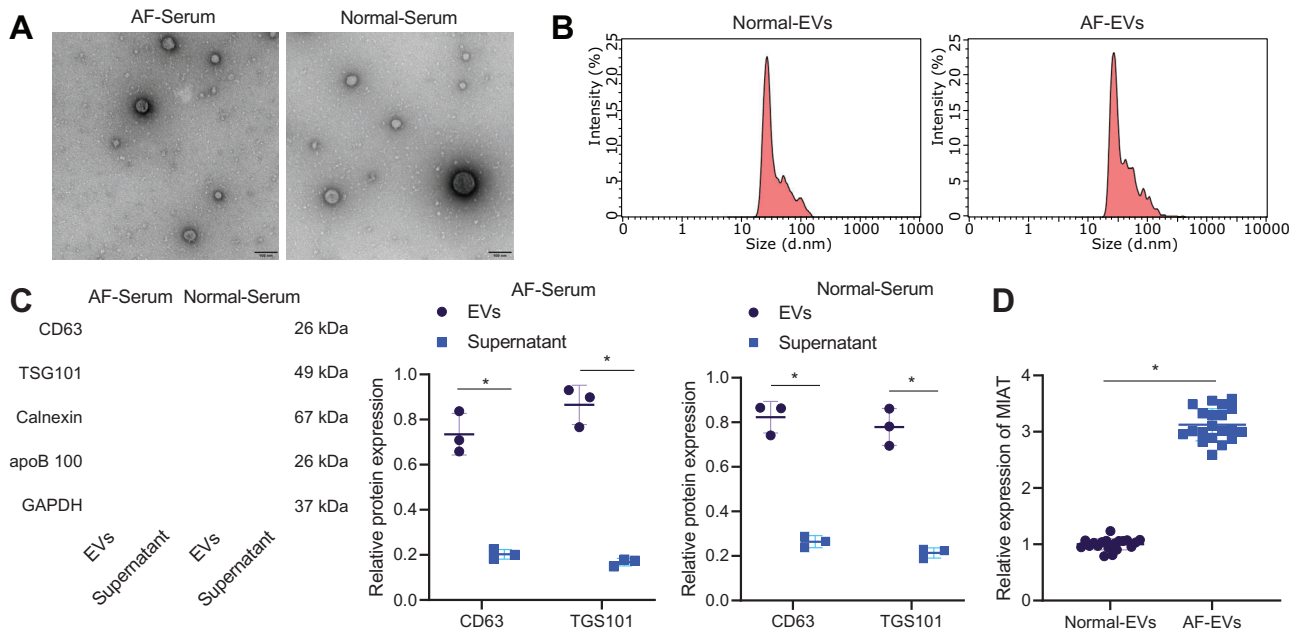 A
AF-Serum
Normal-Serum
B
Normal-EVs
AF-EVs
Intensity (%)
25
20
15
10
5
0
0
1
10
100
1000
10000
Size (d.nm)
Intensity (%)
25
20
15
10
5
0
0
1
10
100
1000
10000
Size (d.nm)
C
AF-Serum Normal-Serum
CD63
26 kDa
TSG101
49 kDa
Calnexin
67 kDa
apoB 100
26 kDa
GAPDH
37 kDa
EVs
Supernatant
EVs
Supernatant
AF-Serum
EVs
Supernatant
Relative protein expression
1.0
0.8
0.6
0.4
0.2
0.0
*
*
CD63
TGS101
Normal-Serum
EVs
Supernatant
Relative protein expression
1.0
0.8
0.6
0.4
0.2
0.0
*
*
CD63
TGS101
D
Relative expression of MIAT
4
3
2
1
0
*
Normal-EVs
AF-EVs